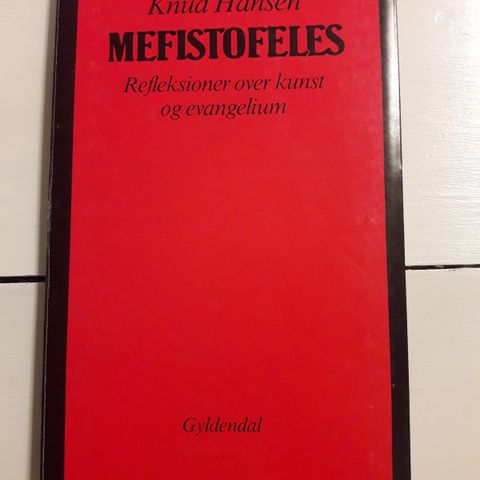 Knud Hansen
MEFISTOFELES
Refleksioner over kunst
og evangelium
Gyldendal